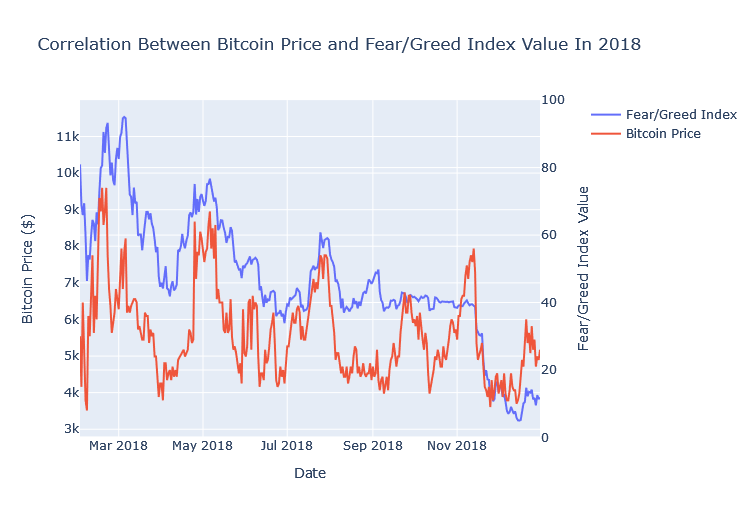 Correlation Between Bitcoin Price and Fear/Greed Index Value In 2018
Fear/Greed Index
Bitcoin Price
11k
10k
9k
8k
7k
6k
5k
4k
3k
Bitcoin Price ($)
100
80
60
40
20
0
Fear/Greed Index Value
Mar 2018 May 2018 Jul 2018 Sep 2018 Nov 2018
Date